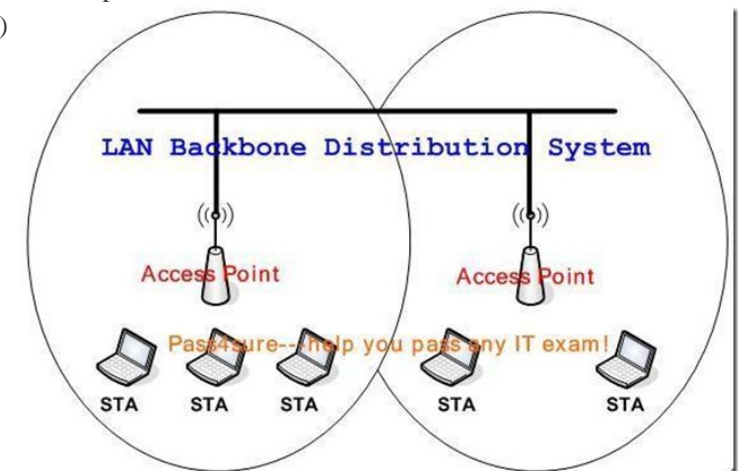 )
LAN Backbone Distribution System
Access Point Access Point
Pass4sure---help you pass any IT exam!
STA STA STA STA STA